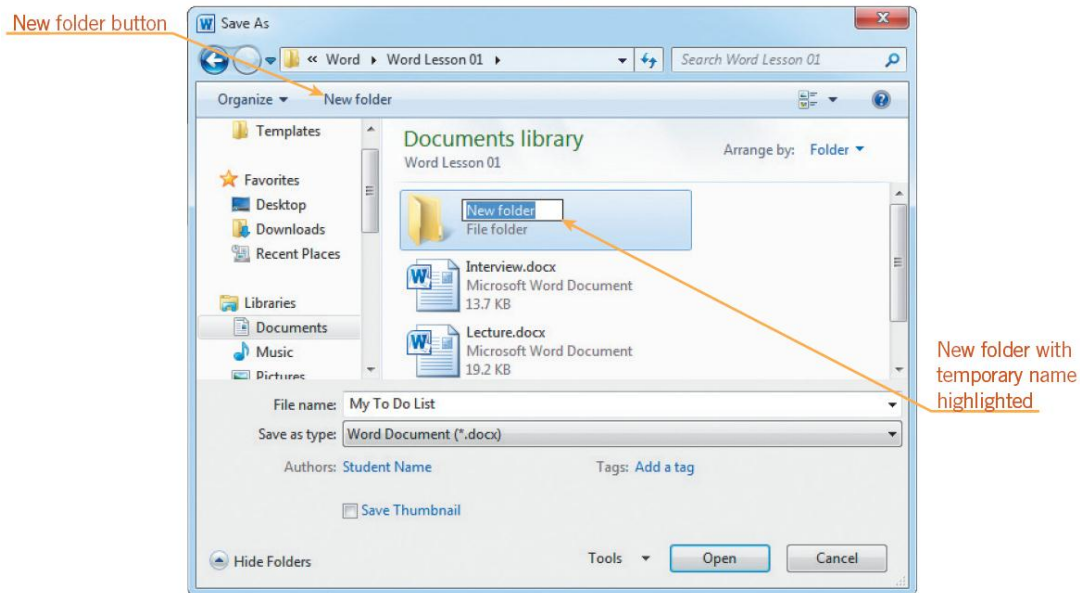 New folder button
Save As
« Word ▸ Word Lesson 01 ▸
Search Word Lesson 01
Organize ▾
New folder
Templates
Favorites
Desktop
Downloads
Recent Places
Libraries
Documents
Music
Pictures
Documents library
Word Lesson 01
Arrange by: Folder ▾
New folder
File folder
Interview.docx
Microsoft Word Document
13.7 KB
Lecture.docx
Microsoft Word Document
19.2 KB
New folder with
temporary name
highlighted
File name: My To Do List
Save as type: Word Document (*.docx)
Authors: Student Name
Tags: Add a tag
Save Thumbnail
Hide Folders
Tools ▾
Open
Cancel